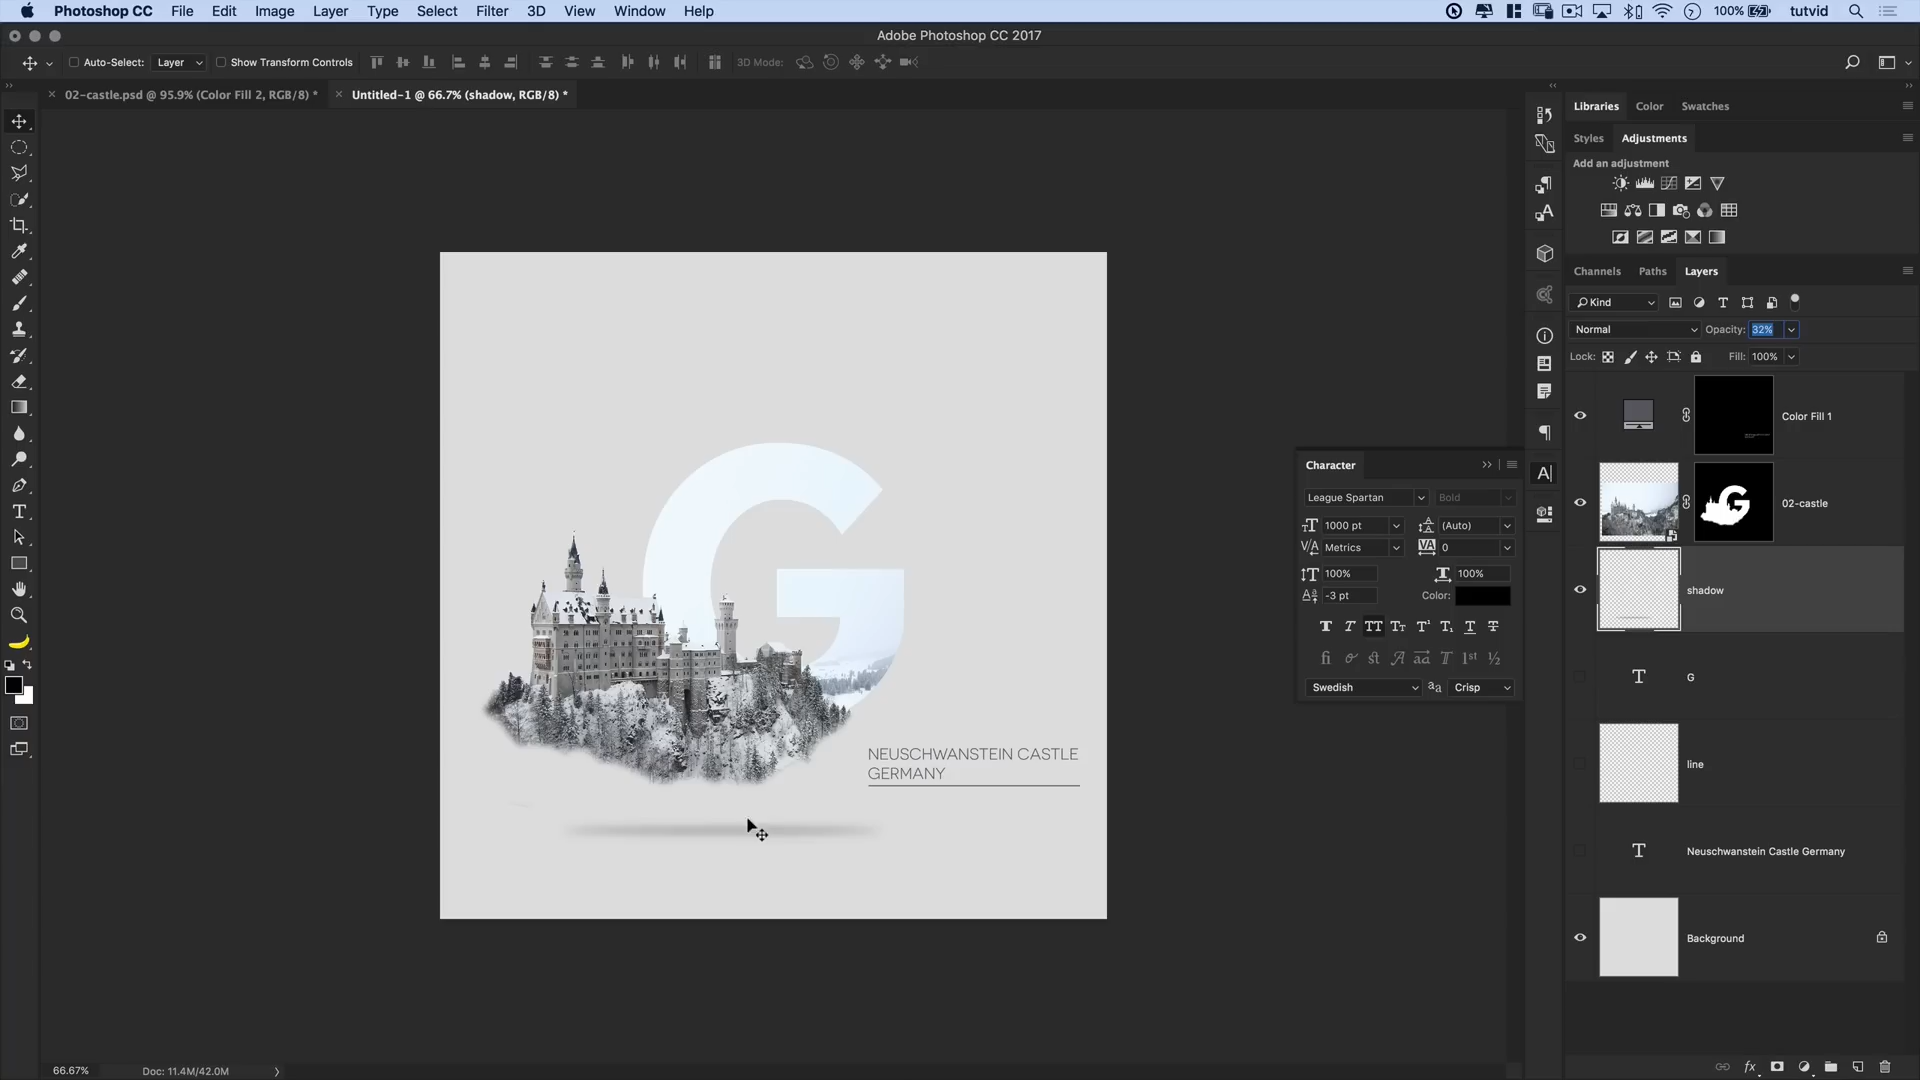 Photoshop CC File Edit Image Layer Type Select Filter 3D View Window Help 100% tutvid
Adobe Photoshop CC 2017
Auto-Select: Layer Show Transform Controls 3D Mode:
02-castle.psd @ 95.9% (Color Fill 2, RGB/8) * Untitled-1 @ 66.7% (shadow, RGB/8) *
Libraries Color Swatches
Styles Adjustments
Add an adjustment
Channels Paths Layers
Kind
Normal Opacity: 32%
Lock: Fill: 100%
Color Fill 1
02-castle
shadow
G
line
Neuschwanstein Castle Germany
Background
Character
League Spartan Bold
1000 pt (Auto)
Metrics 0
100% 100%
-3 pt Color:
Swedish Crisp
G
NEUSCHWANSTEIN CASTLE
GERMANY
66.67% Doc: 11.4M/42.0M